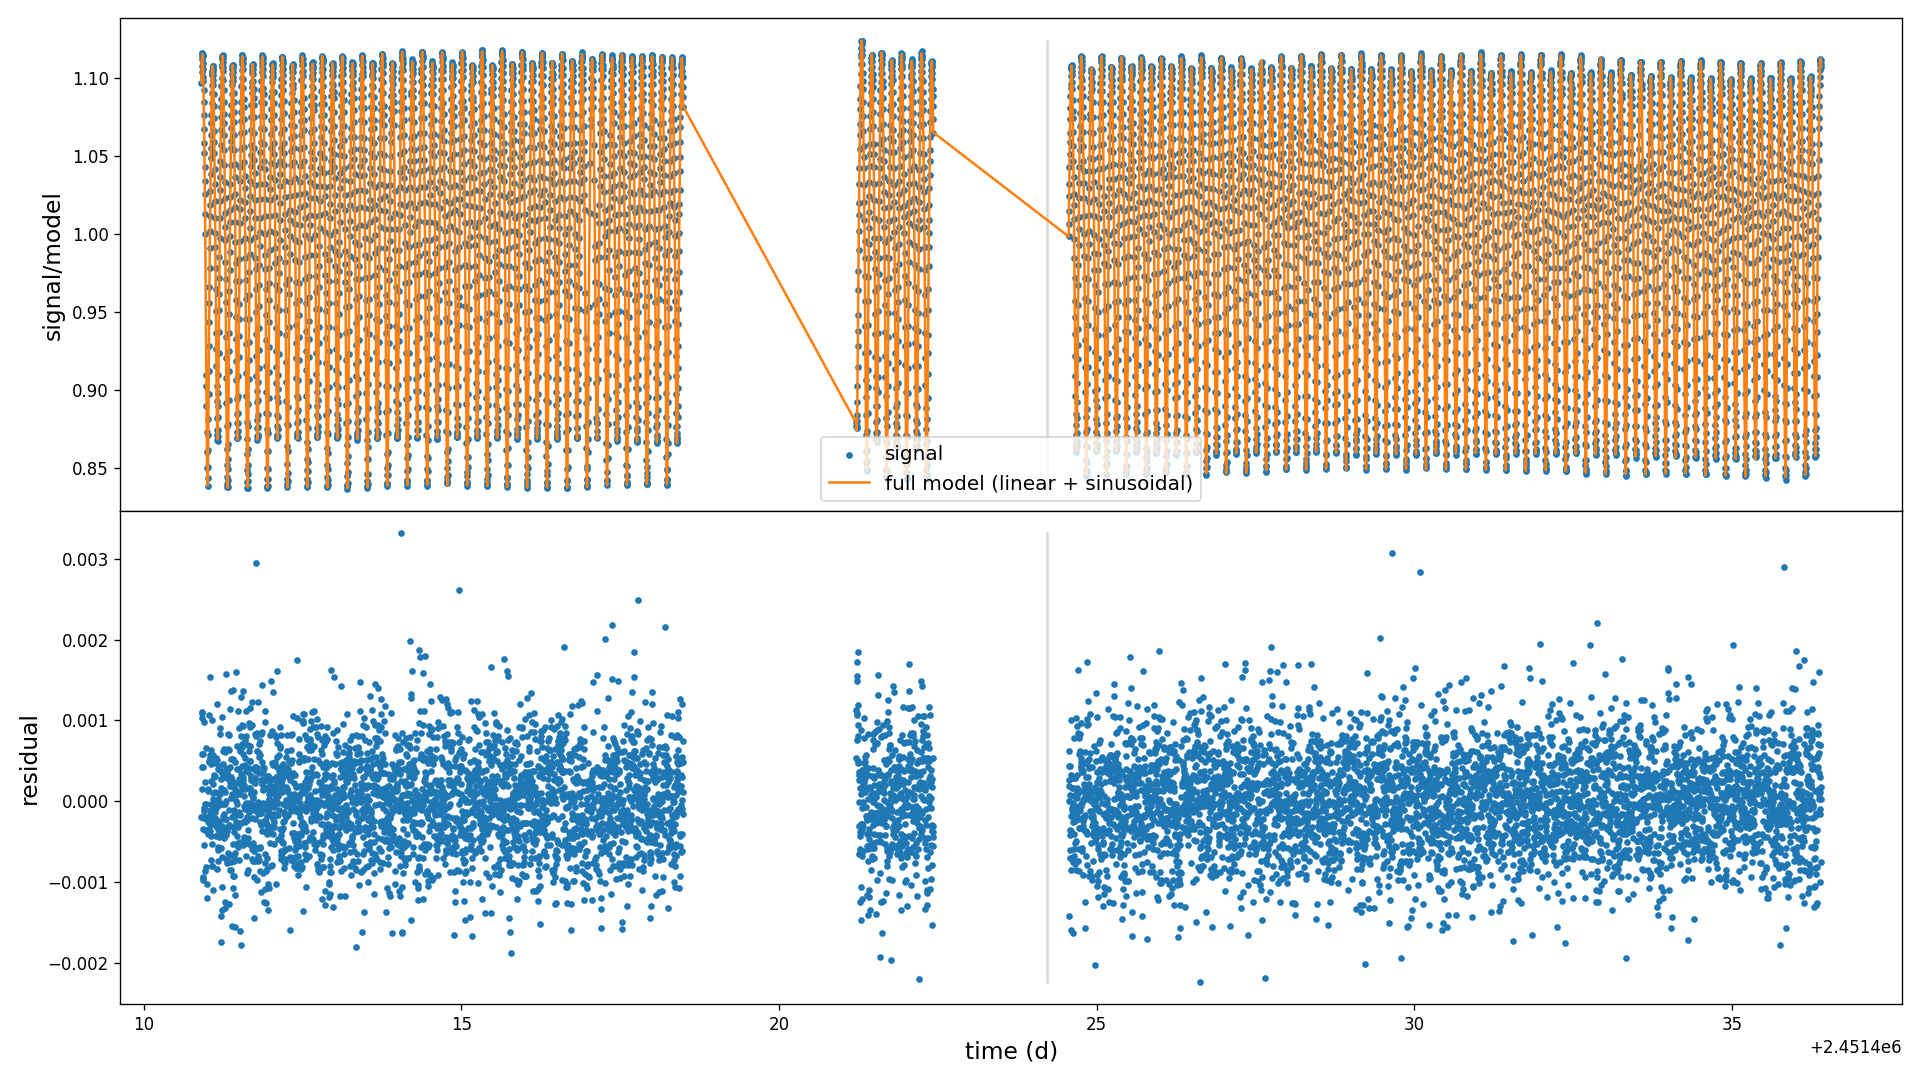 signal/model
1.10
1.05
1.00
0.95
0.90
0.85
signal
full model (linear + sinusoidal)
residual
0.003
0.002
0.001
0.000
−0.001
−0.002
10 15 20 25 30 35
time (d)
+2.4514e6